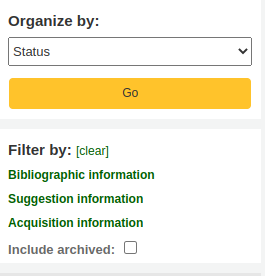 Organize by:
Status
Go
Filter by: [clear]
Bibliographic information
Suggestion information
Acquisition information
Include archived: